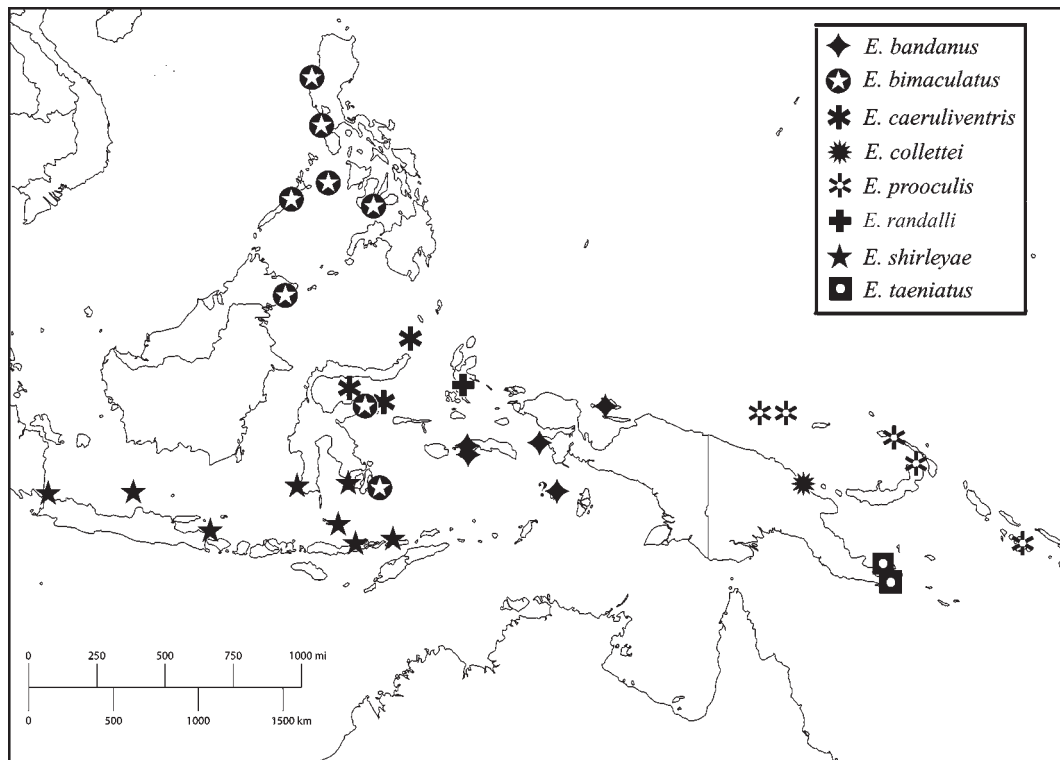 E. bandanus
E. bimaculatus
E. caeruliventris
E. collettei
E. prooculis
E. randalli
E. shirleyae
E. taeniatus
?
0 250 500 750 1000 mi
0 500 1000 1500 km